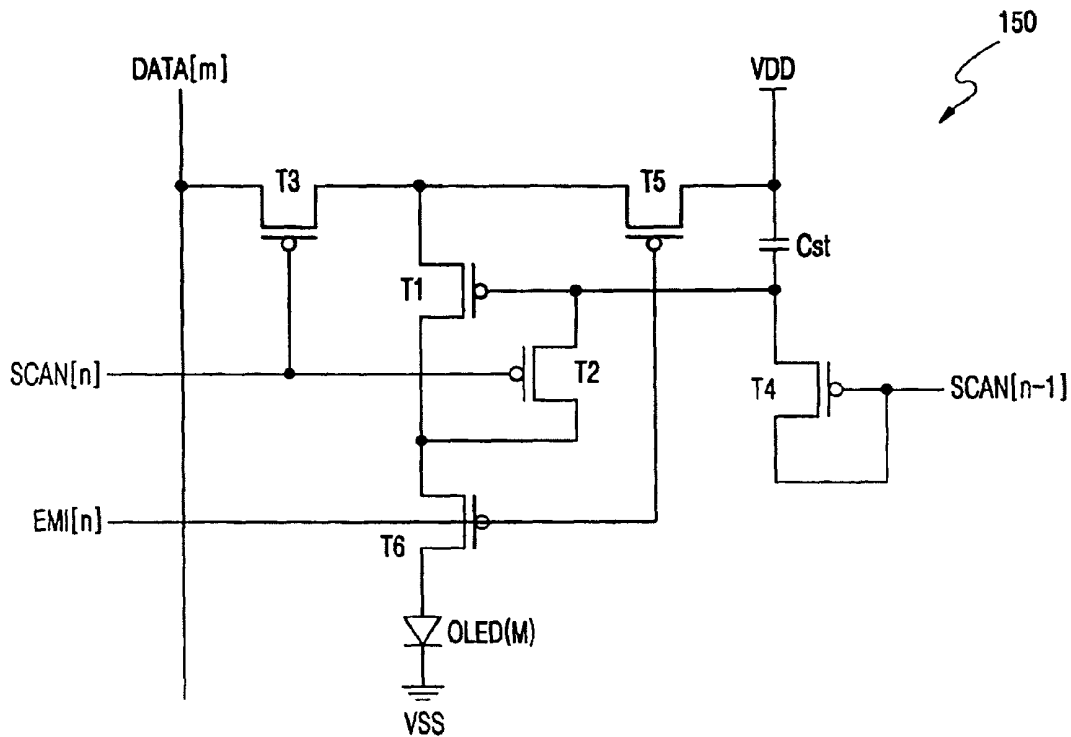 150
DATA[m]
VDD
T3
T5
Cst
T1
SCAN[n]
T2
T4
SCAN[n-1]
EMI[n]
T6
OLED(M)
VSS